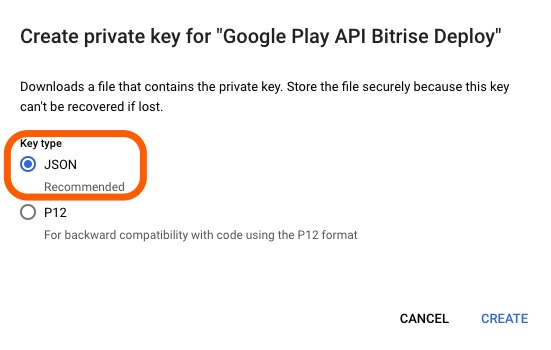 Create private key for "Google Play API Bitrise Deploy"
Downloads a file that contains the private key. Store the file securely because this key
can't be recovered if lost.
Key type
JSON
Recommended
P12
For backward compatibility with code using the P12 format
CANCEL CREATE